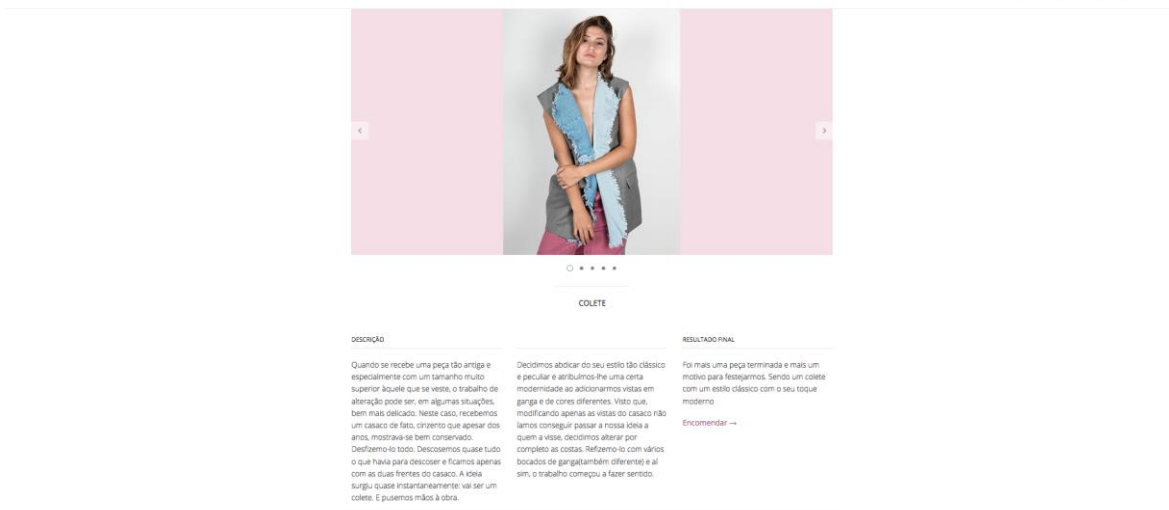 COLETE
DESCRIÇÃO
Quando se recebe uma peça tão antiga e
especialmente com um tamanho muito
superior àquele que se veste, o trabalho de
alteração pode ser, em algumas situações,
bem mais delicado. Neste caso, recebemos
um casaco de fato, cinzento que apesar dos
anos, mostrava-se bem conservado.
Desfizemo-lo todo. Descosemos quase tudo
o que havia para descoser e ficamos apenas
com as duas frentes do casaco. A ideia
surgiu quase instantaneamente: vai ser um
colete. E pusemos mãos à obra.
Decidimos abdicar do seu estilo tão clássico
e peculiar e atribuímos-lhe uma certa
modernidade ao adicionarmos vistas em
ganga e de cores diferentes. Visto que,
modificando apenas as vistas do casaco não
íamos conseguir passar a nossa ideia a
quem a visse, decidimos alterar por
completo as costas. Refizemo-lo com vários
bocados de ganga(também diferente) e aí
sim, o trabalho começou a fazer sentido.
RESULTADO FINAL
Foi mais uma peça terminada e mais um
motivo para festejarmos. Sendo um colete
com um estilo clássico com o seu toque
moderno
Encomendar →